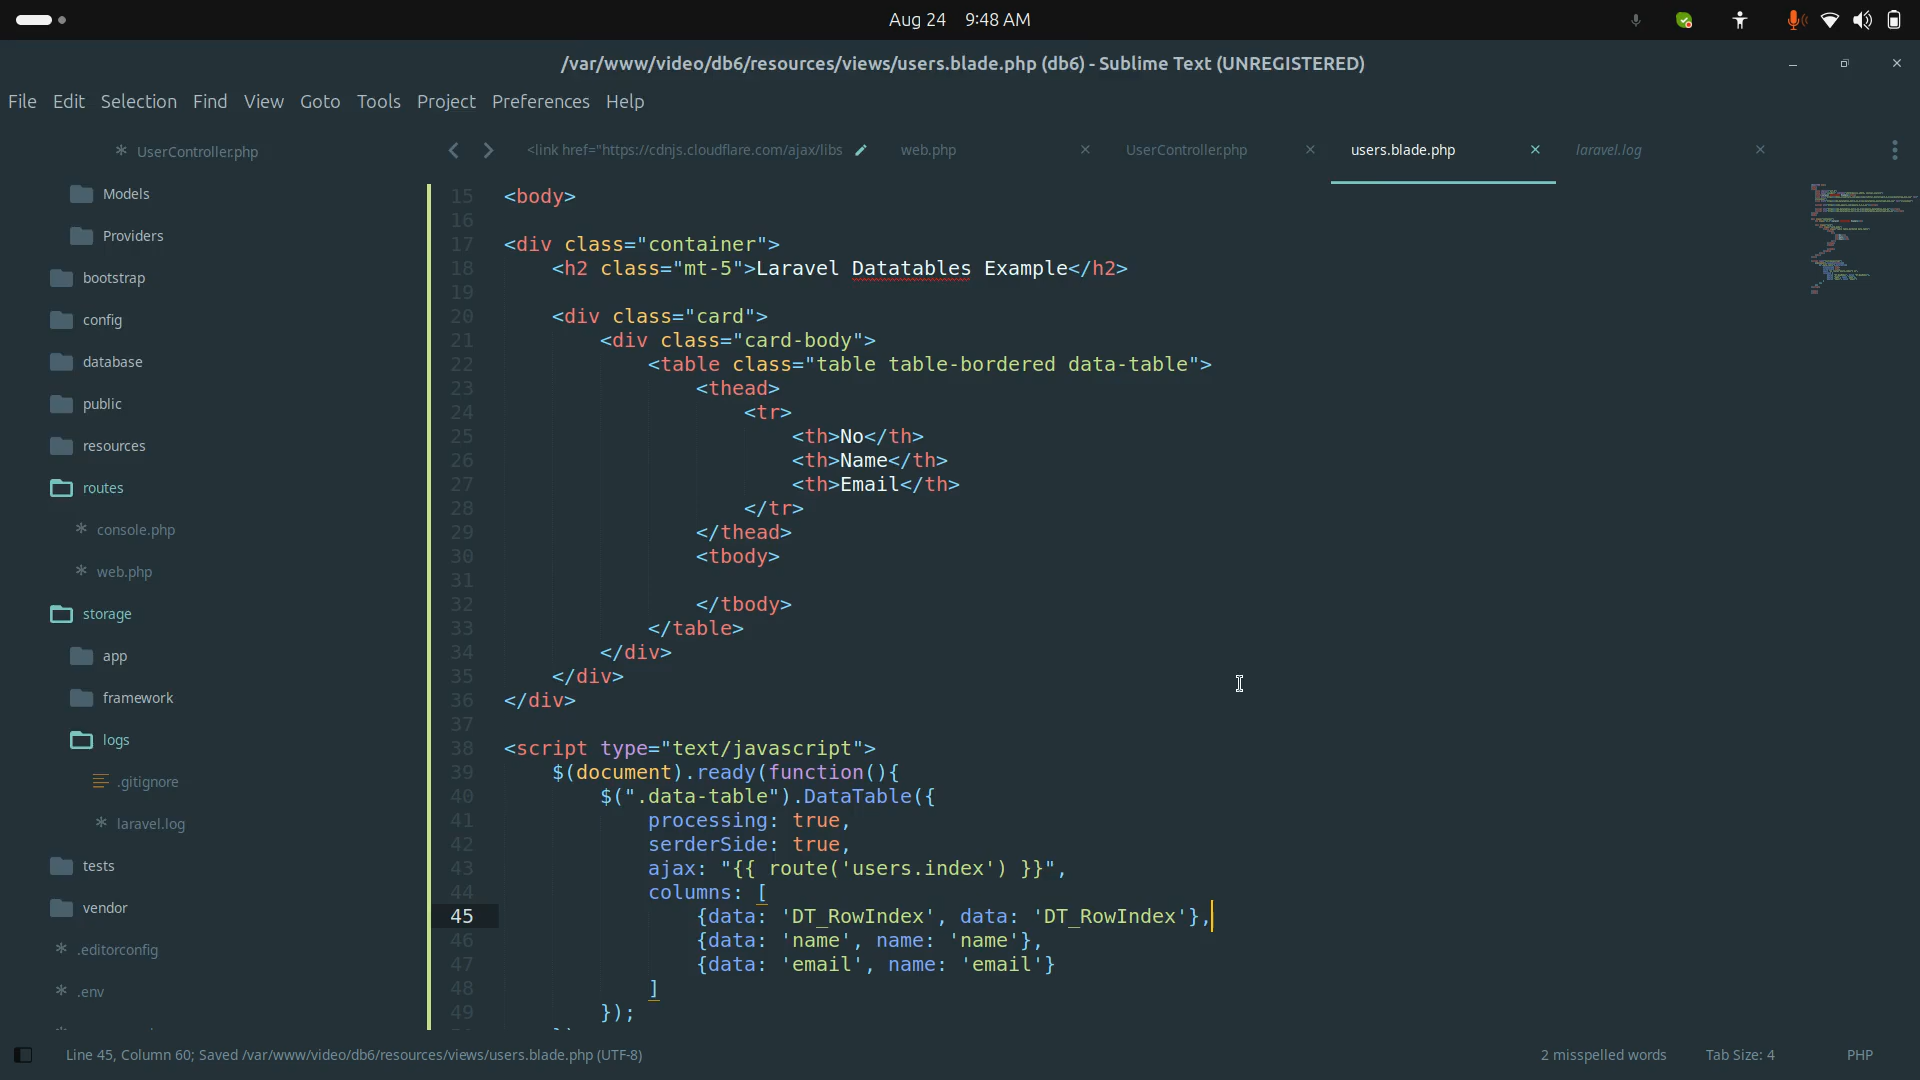 Aug 24 9:48 AM
/var/www/video/db6/resources/views/users.blade.php (db6) - Sublime Text (UNREGISTERED)
File Edit Selection Find View Goto Tools Project Preferences Help
UserController.php
Models
Providers
bootstrap
config
database
public
resources
routes
console.php
web.php
storage
app
framework
logs
.gitignore
laravel.log
tests
vendor
.editorconfig
.env
<link href="https://cdnjs.cloudflare.com/ajax/libs web.php UserController.php users.blade.php laravel.log
15 <body>
16
17 <div class="container">
18     <h2 class="mt-5">Laravel Datatables Example</h2>
19
20     <div class="card">
21         <div class="card-body">
22             <table class="table table-bordered data-table">
23                 <thead>
24                     <tr>
25                         <th>No</th>
26                         <th>Name</th>
27                         <th>Email</th>
28                     </tr>
29                 </thead>
30                 <tbody>
31
32                 </tbody>
33             </table>
34         </div>
35     </div>
36 </div>
37
38 <script type="text/javascript">
39     $(document).ready(function(){
40         $(".data-table").DataTable({
41             processing: true,
42             serderSide: true,
43             ajax: "{{ route('users.index') }}",
44             columns: [
45                 {data: 'DT_RowIndex', data: 'DT_RowIndex'},
46                 {data: 'name', name: 'name'},
47                 {data: 'email', name: 'email'}
48             ]
49         });
Line 45, Column 60; Saved /var/www/video/db6/resources/views/users.blade.php (UTF-8) 2 misspelled words Tab Size: 4 PHP